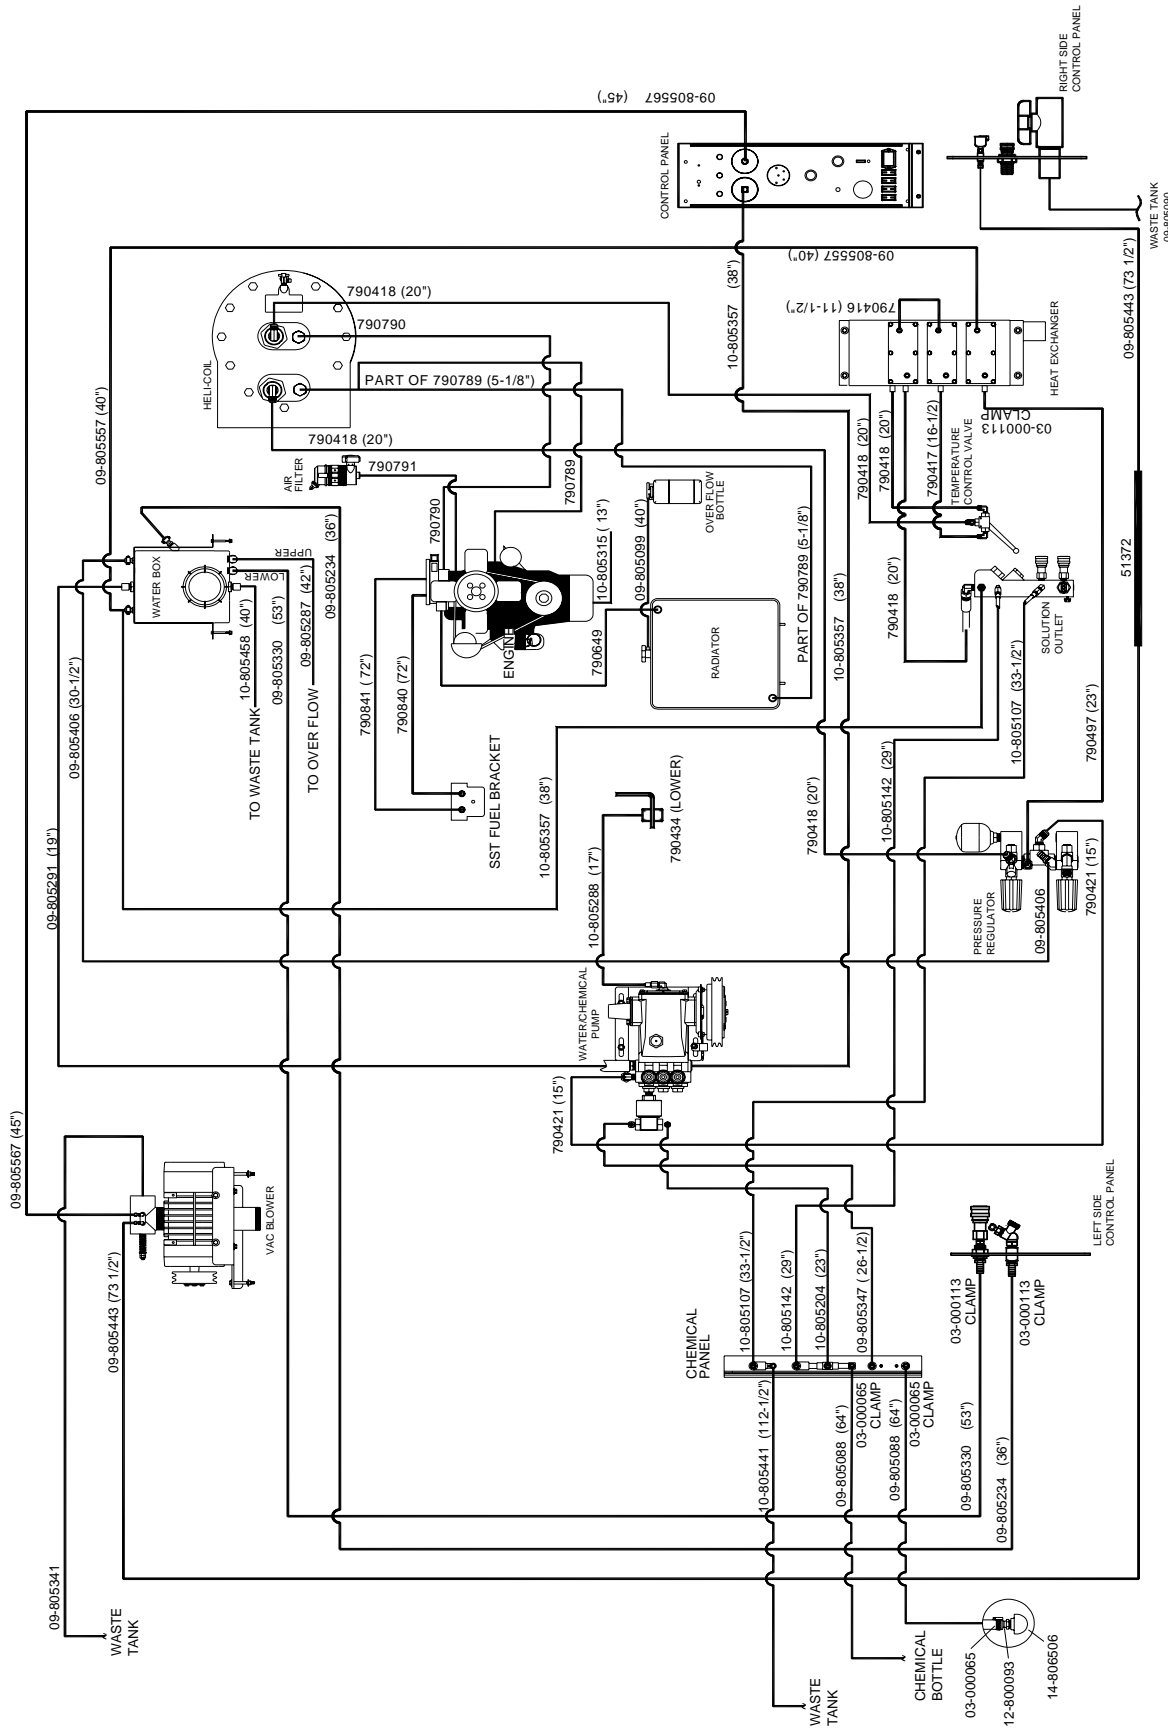 RIGHT SIDE
CONTROL PANEL
09-805567 (45")
CONTROL PANEL
WASTE TANK
09-805090
09-805557 (40")
790418 (20")
790790
HELI-COIL
PART OF 790789 (5-1/8")
10-805357 (38")
790416 (11-1/2")
HEAT EXCHANGER
09-805443 (73 1/2")
03-000113
CLAMP
09-805557 (40")
790418 (20")
AIR
FILTER
790791
790789
790418 (20")
790418 (20")
790417 (16-1/2)
TEMPERATURE
CONTROL VALVE
OVER FLOW
BOTTLE
790790
10-805315 ( 13")
09-805099 (40")
PART OF 790789 (5-1/8")
51372
WATER BOX
UPPER
LOWER
09-805234 (36")
09-805287 (42")
09-805330 (53")
10-805458 (40")
TO WASTE TANK
TO OVER FLOW
ENGIN
790649
RADIATOR
10-805357 (38")
790418 (20")
SOLUTION
OUTLET
10-805107 (33-1/2")
790497 (23")
09-805406 (30-1/2")
790841 ( 72")
790840 (72")
SST FUEL BRACKET
10-805357 (38")
790434 (LOWER)
790418 (20")
10-805142 (29")
09-805291 (19")
10-805288 (17")
PRESSURE
REGULATOR
09-805406
790421 (15")
WATER/CHEMICAL
PUMP
790421 (15")
09-805567 (45")
VAC BLOWER
09-805443 (73 1/2")
LEFT SIDE
CONTROL PANEL
CHEMICAL
PANEL
10-805107 (33-1/2")
10-805142 (29")
10-805204 (23")
09-805347 ( 26-1/2)
03-000113
CLAMP
03-000113
CLAMP
10-805441 (112-1/2")
09-805088 (64")
03-000065
CLAMP
09-805088 (64")
03-000065
CLAMP
09-805330 (53")
09-805234 (36")
09-805341
WASTE
TANK
WASTE
TANK
CHEMICAL
BOTTLE
03-000065
12-800093
14-806506